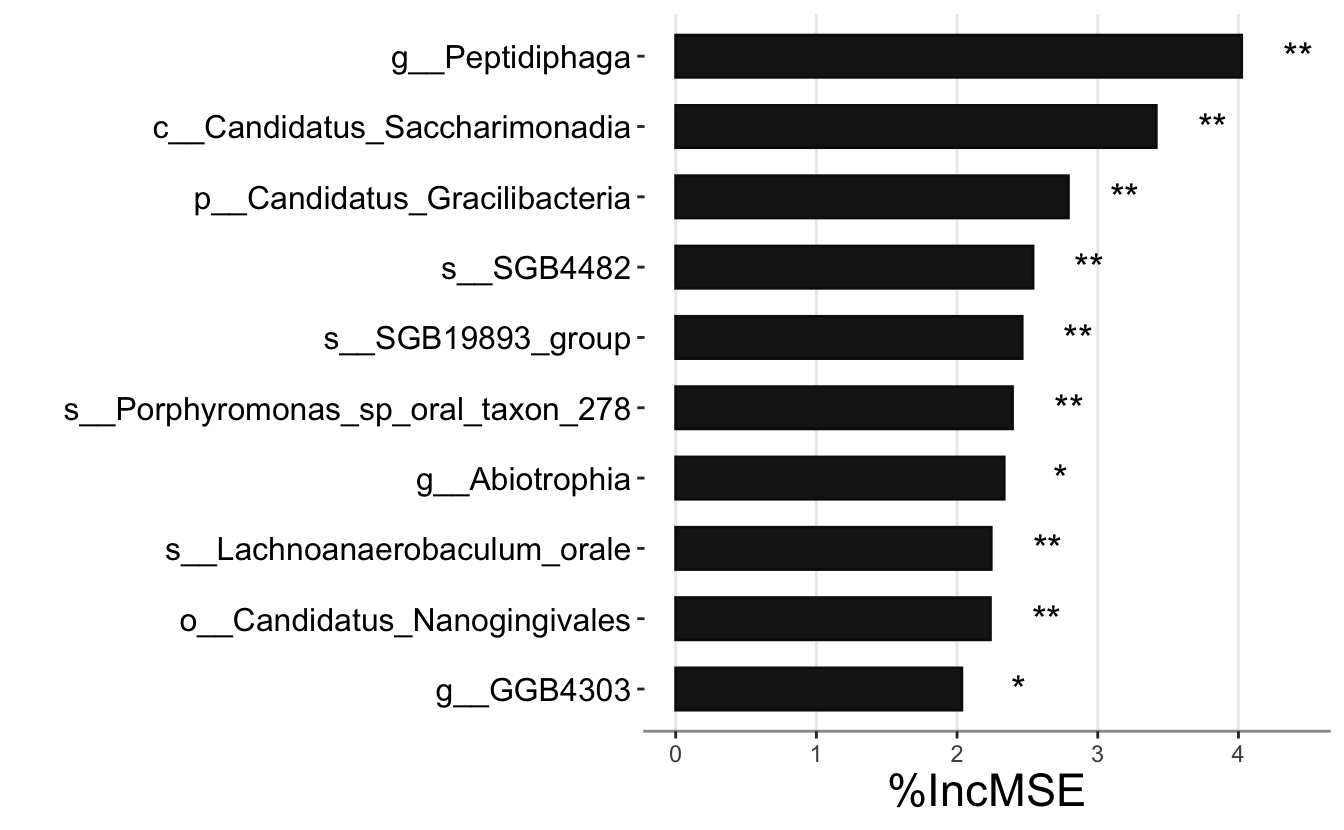 g__Peptidiphaga **
c__Candidatus_Saccharimonadia **
p__Candidatus_Gracilibacteria **
s__SGB4482 **
s__SGB19893_group **
s__Porphyromonas_sp_oral_taxon_278 **
g__Abiotrophia *
s__Lachnoanaerobaculum_orale **
o__Candidatus_Nanogingivales **
g__GGB4303 *
0 1 2 3 4
%IncMSE